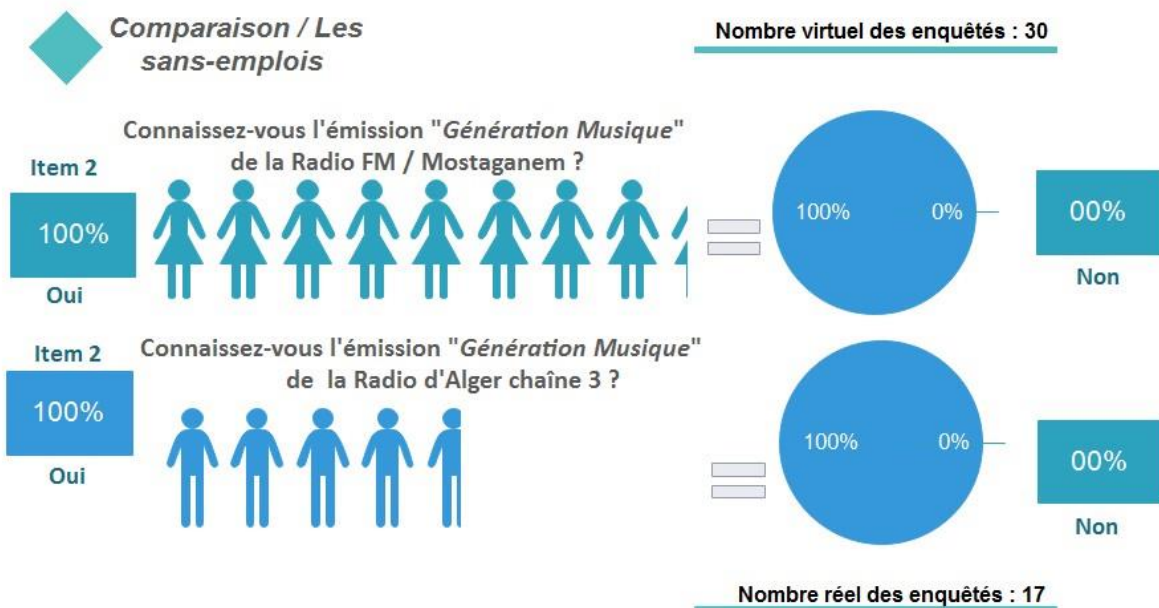 Comparaison / Les
sans-emplois
Nombre virtuel des enquêtés : 30
Connaissez-vous l'émission "Génération Musique"
de la Radio FM / Mostaganem ?
Item 2
100%
Oui
100%
0%
00%
Non
Connaissez-vous l'émission "Génération Musique"
de la Radio d'Alger chaîne 3 ?
Item 2
100%
Oui
100%
0%
00%
Non
Nombre réel des enquêtés : 17